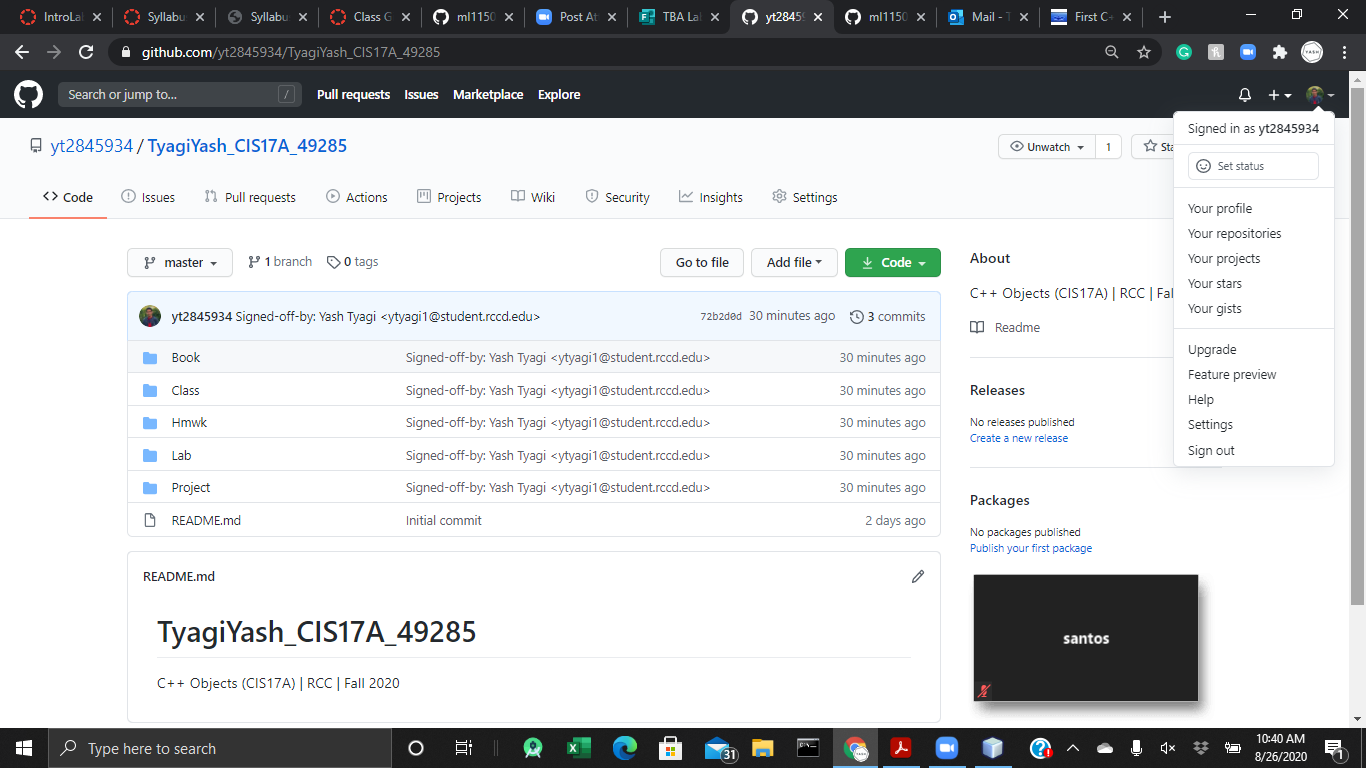 IntroLal
Syllabu
Syllabu
Class G
ml1150
Post At
TBA La
yt2845
ml1150
Mail - T
First C+
github.com/yt2845934/TyagiYash_CIS17A_49285
Search or jump to... /
Pull requests Issues Marketplace Explore
yt2845934 / TyagiYash_CIS17A_49285
Unwatch 1 Sta
Code Issues Pull requests Actions Projects Wiki Security Insights Settings
Signed in as yt2845934
Set status
Your profile
Your repositories
Your projects
Your stars
Your gists
Upgrade
Feature preview
Help
Settings
Sign out
master 1 branch 0 tags Go to file Add file Code
yt2845934 Signed-off-by: Yash Tyagi <ytyagi1@student.rccd.edu> 72b2d0d 30 minutes ago 3 commits
Book Signed-off-by: Yash Tyagi <ytyagi1@student.rccd.edu> 30 minutes ago
Class Signed-off-by: Yash Tyagi <ytyagi1@student.rccd.edu> 30 minutes ago
Hmwk Signed-off-by: Yash Tyagi <ytyagi1@student.rccd.edu> 30 minutes ago
Lab Signed-off-by: Yash Tyagi <ytyagi1@student.rccd.edu> 30 minutes ago
Project Signed-off-by: Yash Tyagi <ytyagi1@student.rccd.edu> 30 minutes ago
README.md Initial commit 2 days ago
README.md
TyagiYash_CIS17A_49285
C++ Objects (CIS17A) | RCC | Fall 2020
About
C++ Objects (CIS17A) | RCC | Fal
Readme
Releases
No releases published
Create a new release
Packages
No packages published
Publish your first package
santos
Type here to search
31
10:40 AM
8/26/2020
1